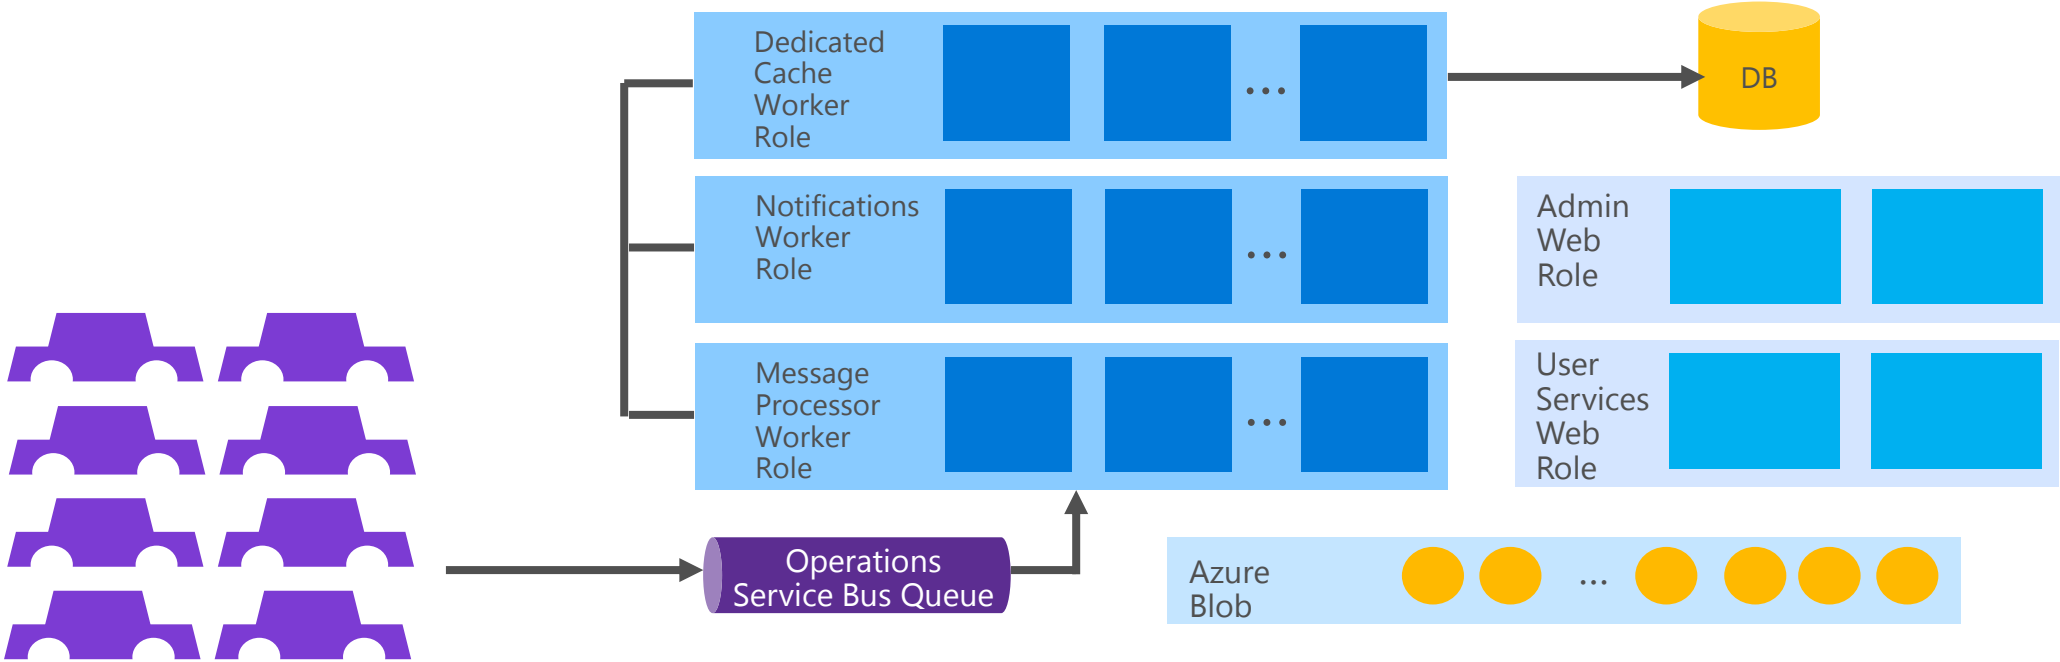 Dedicated
Cache
Worker
Role
...
DB
Notifications
Worker
Role
...
Admin
Web
Role
Message
Processor
Worker
Role
...
User
Services
Web
Role
Operations
Service Bus Queue
Azure
Blob
...